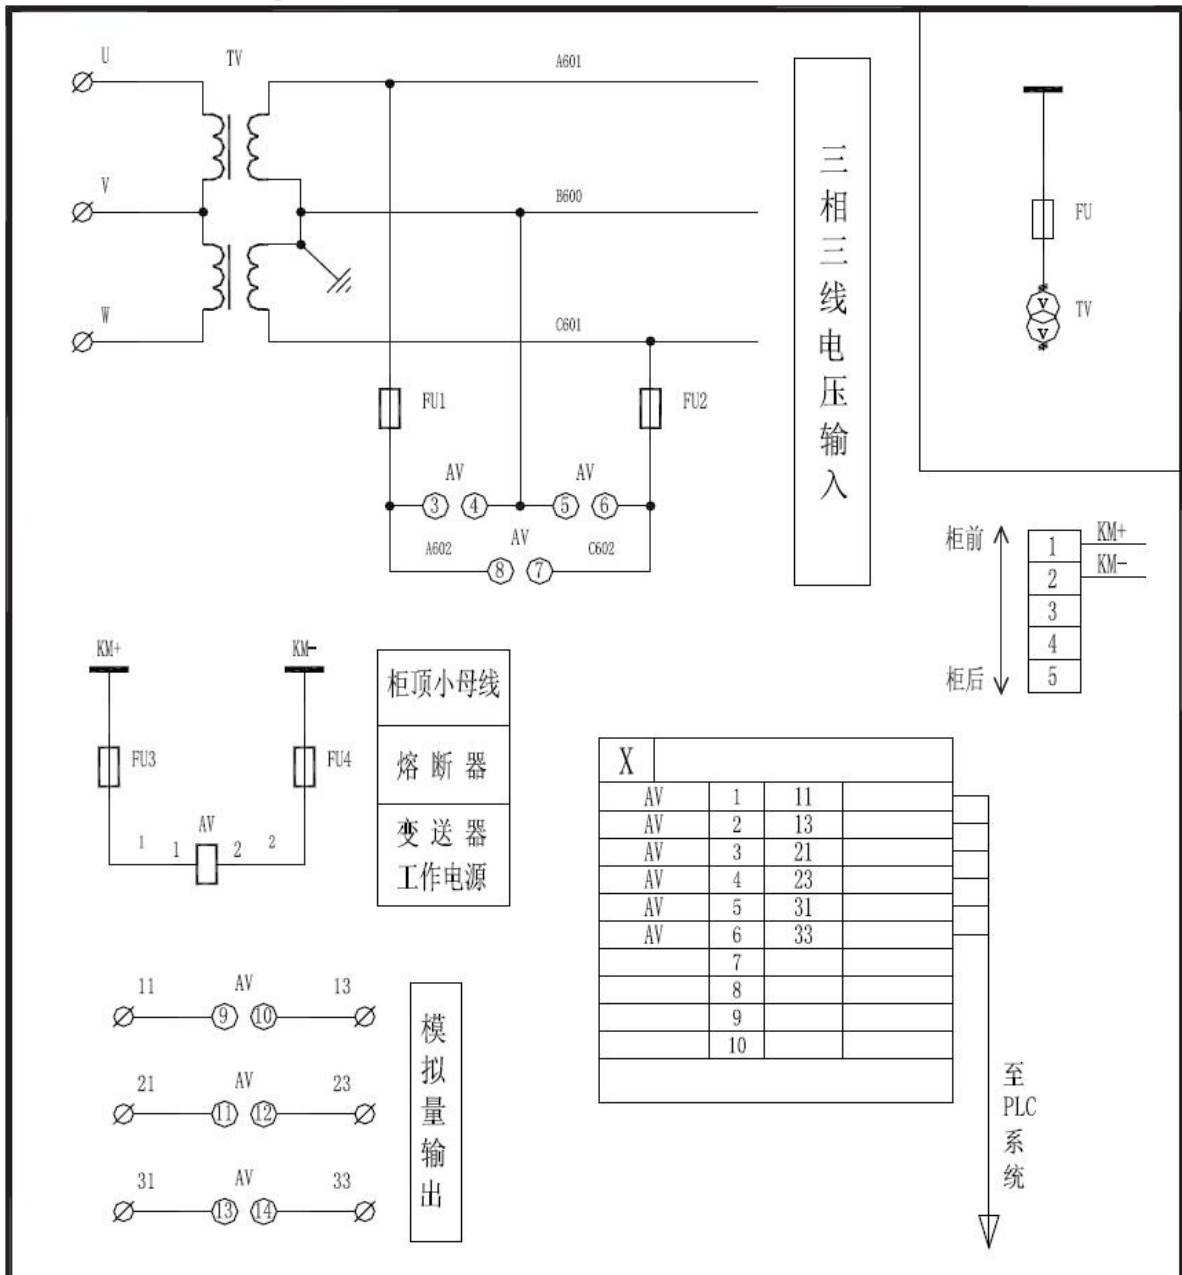 U
TV
A601
V
B600
W
C601
FU1
FU2
AV
AV
3
4
5
6
AV
A602
C602
8
7
三相三线电压输入
FU
V
V
TV
柜前
柜后
1
2
3
4
5
KM+
KM-
KM+
KM-
FU3
FU4
AV
1
1
2
2
柜顶小母线
熔断器
变送器
工作电源
X
AV 1 11
AV 2 13
AV 3 21
AV 4 23
AV 5 31
AV 6 33
7
8
9
10
至
PLC
系
统
11 AV 13
9 10
21 AV 23
11 12
31 AV 33
13 14
模拟量输出